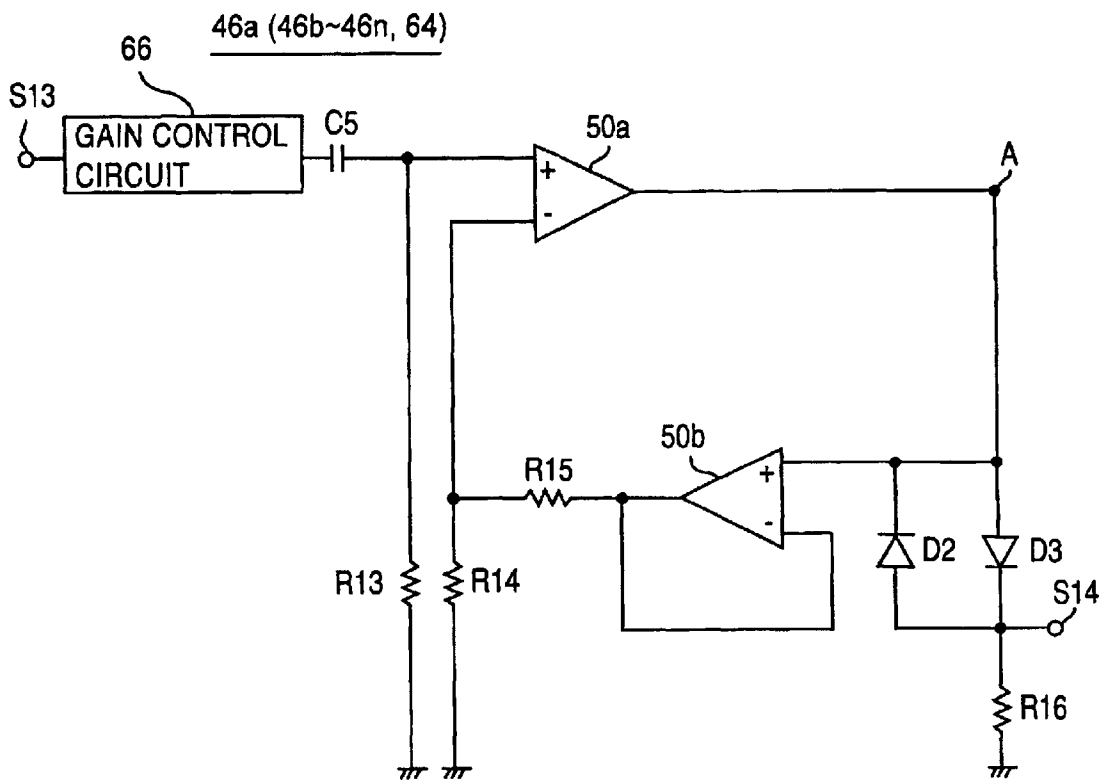 46a (46b~46n, 64)
66
S13
GAIN CONTROL
CIRCUIT
C5
50a
+
-
A
50b
R15
+
-
D2
D3
R13
R14
S14
R16